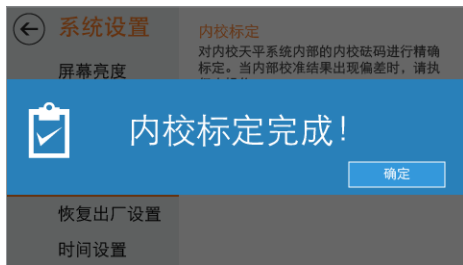 系统设置
屏幕亮度
内校标定
对内校天平系统内部的内校砝码进行精确
标定。当内部校准结果出现偏差时，请执
内校标定完成！
确定
恢复出厂设置
时间设置